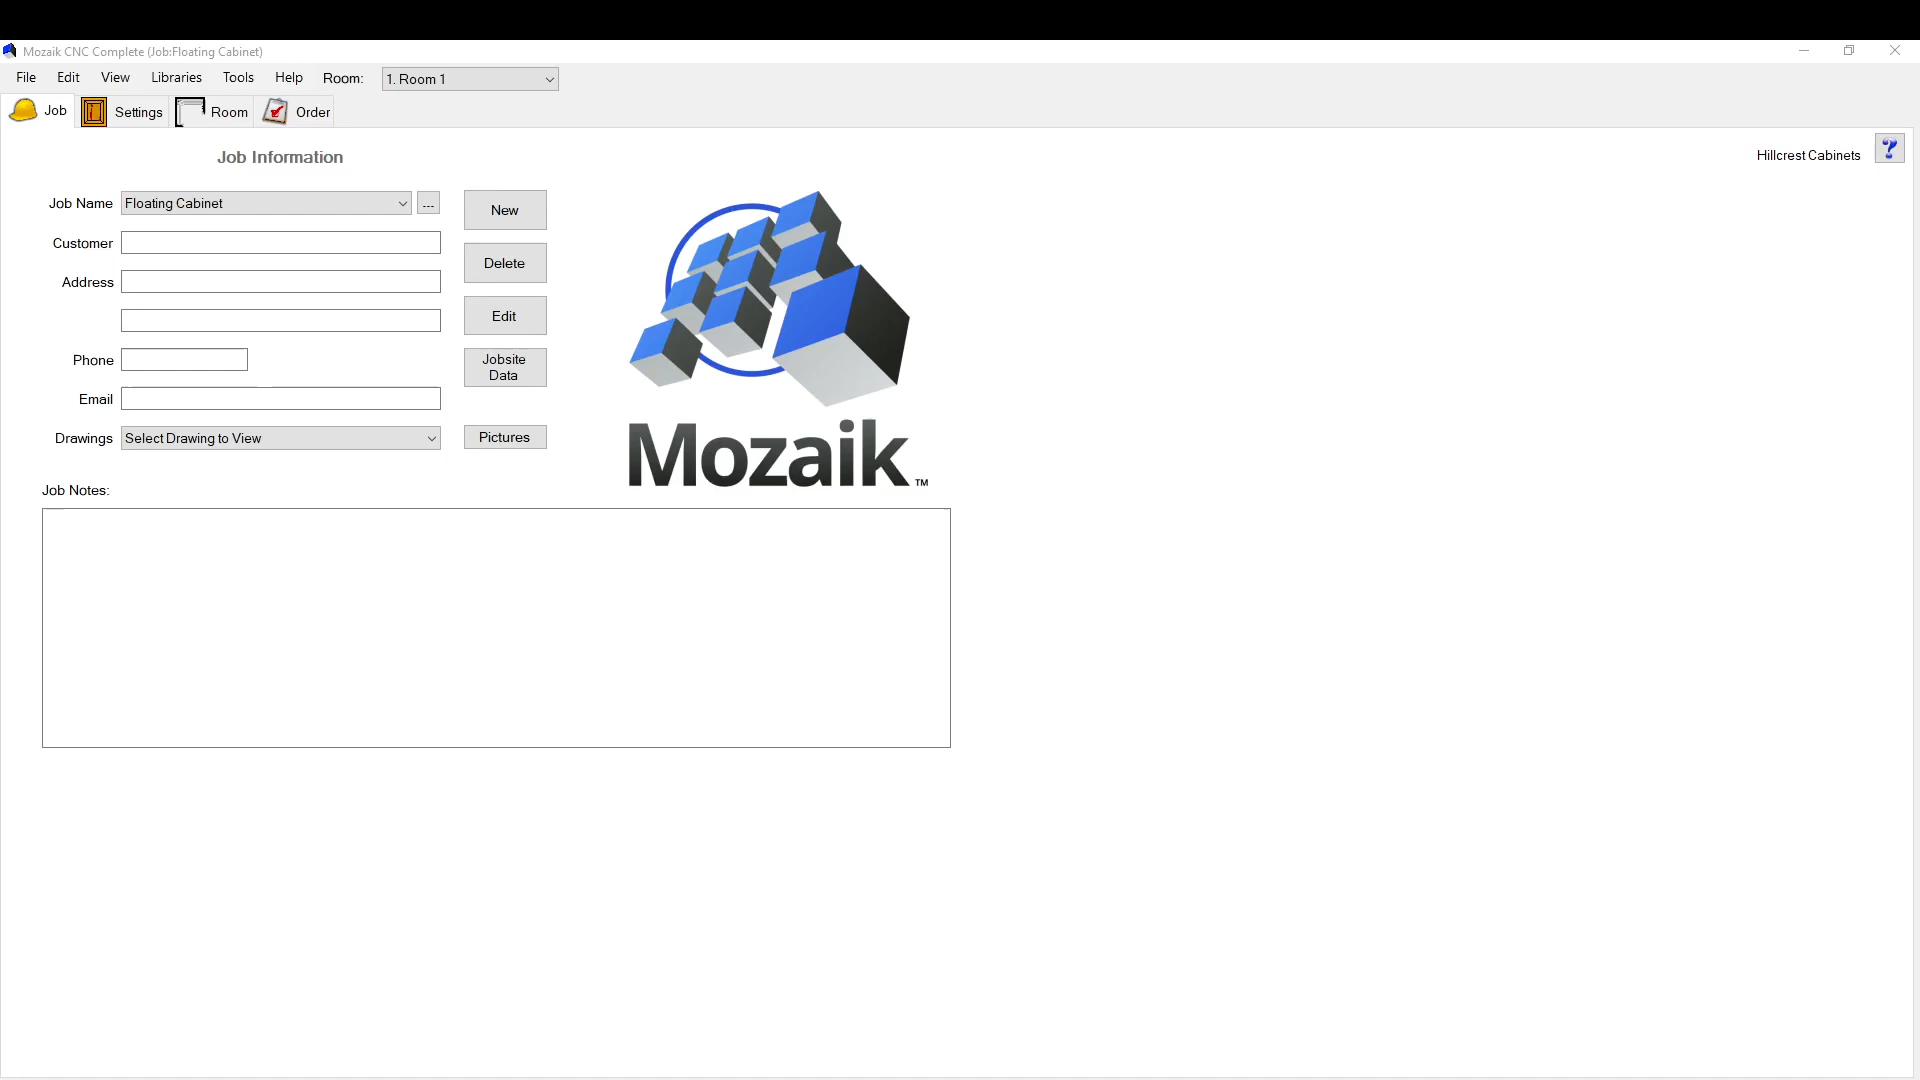 Mozaik CNC Complete (Job:Floating Cabinet)
File Edit View Libraries Tools Help Room: 1. Room 1
Job Settings Room Order
Job Information
Hillcrest Cabinets ?
Job Name Floating Cabinet ... New
Customer
Delete
Address
Edit
Phone
Jobsite
Data
Email
Drawings Select Drawing to View Pictures
Mozaik™
Job Notes: